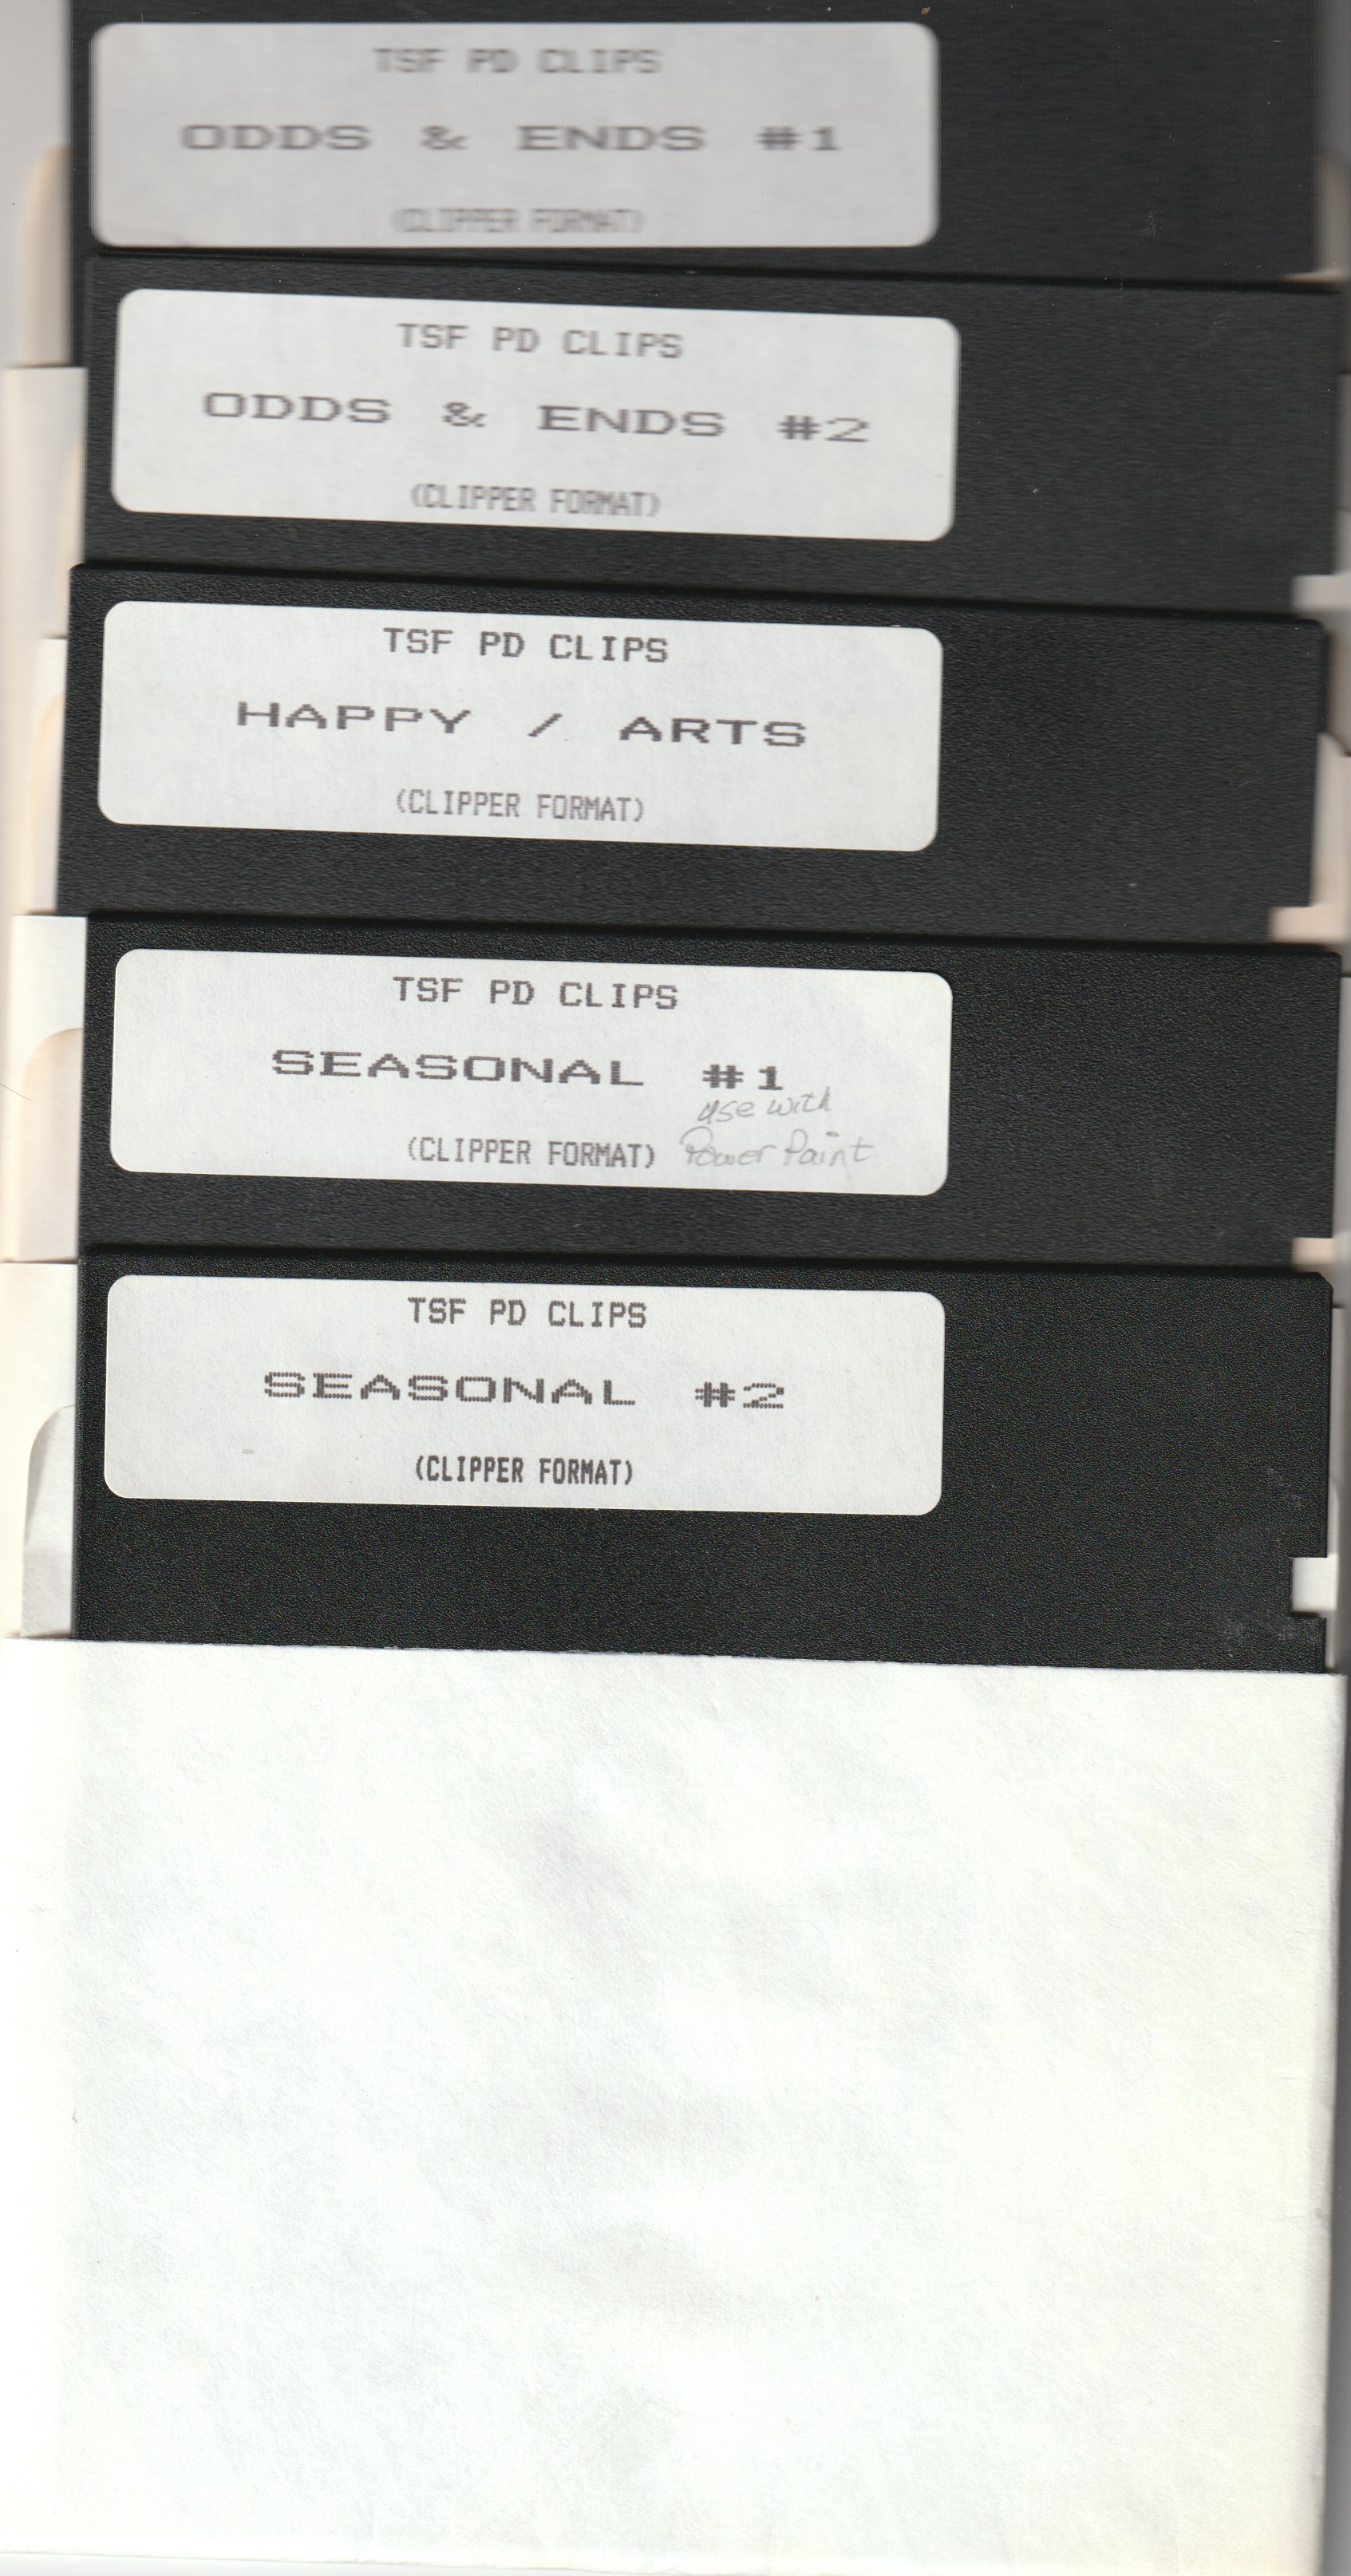 TSF PD CLIPS
ODDS & ENDS #1
(CLIPPER FORMAT)
TSF PD CLIPS
ODDS & ENDS #2
(CLIPPER FORMAT)
TSF PD CLIPS
HAPPY / ARTS
(CLIPPER FORMAT)
TSF PD CLIPS
SEASONAL #1
use with
(CLIPPER FORMAT) Power Paint
TSF PD CLIPS
SEASONAL #2
(CLIPPER FORMAT)